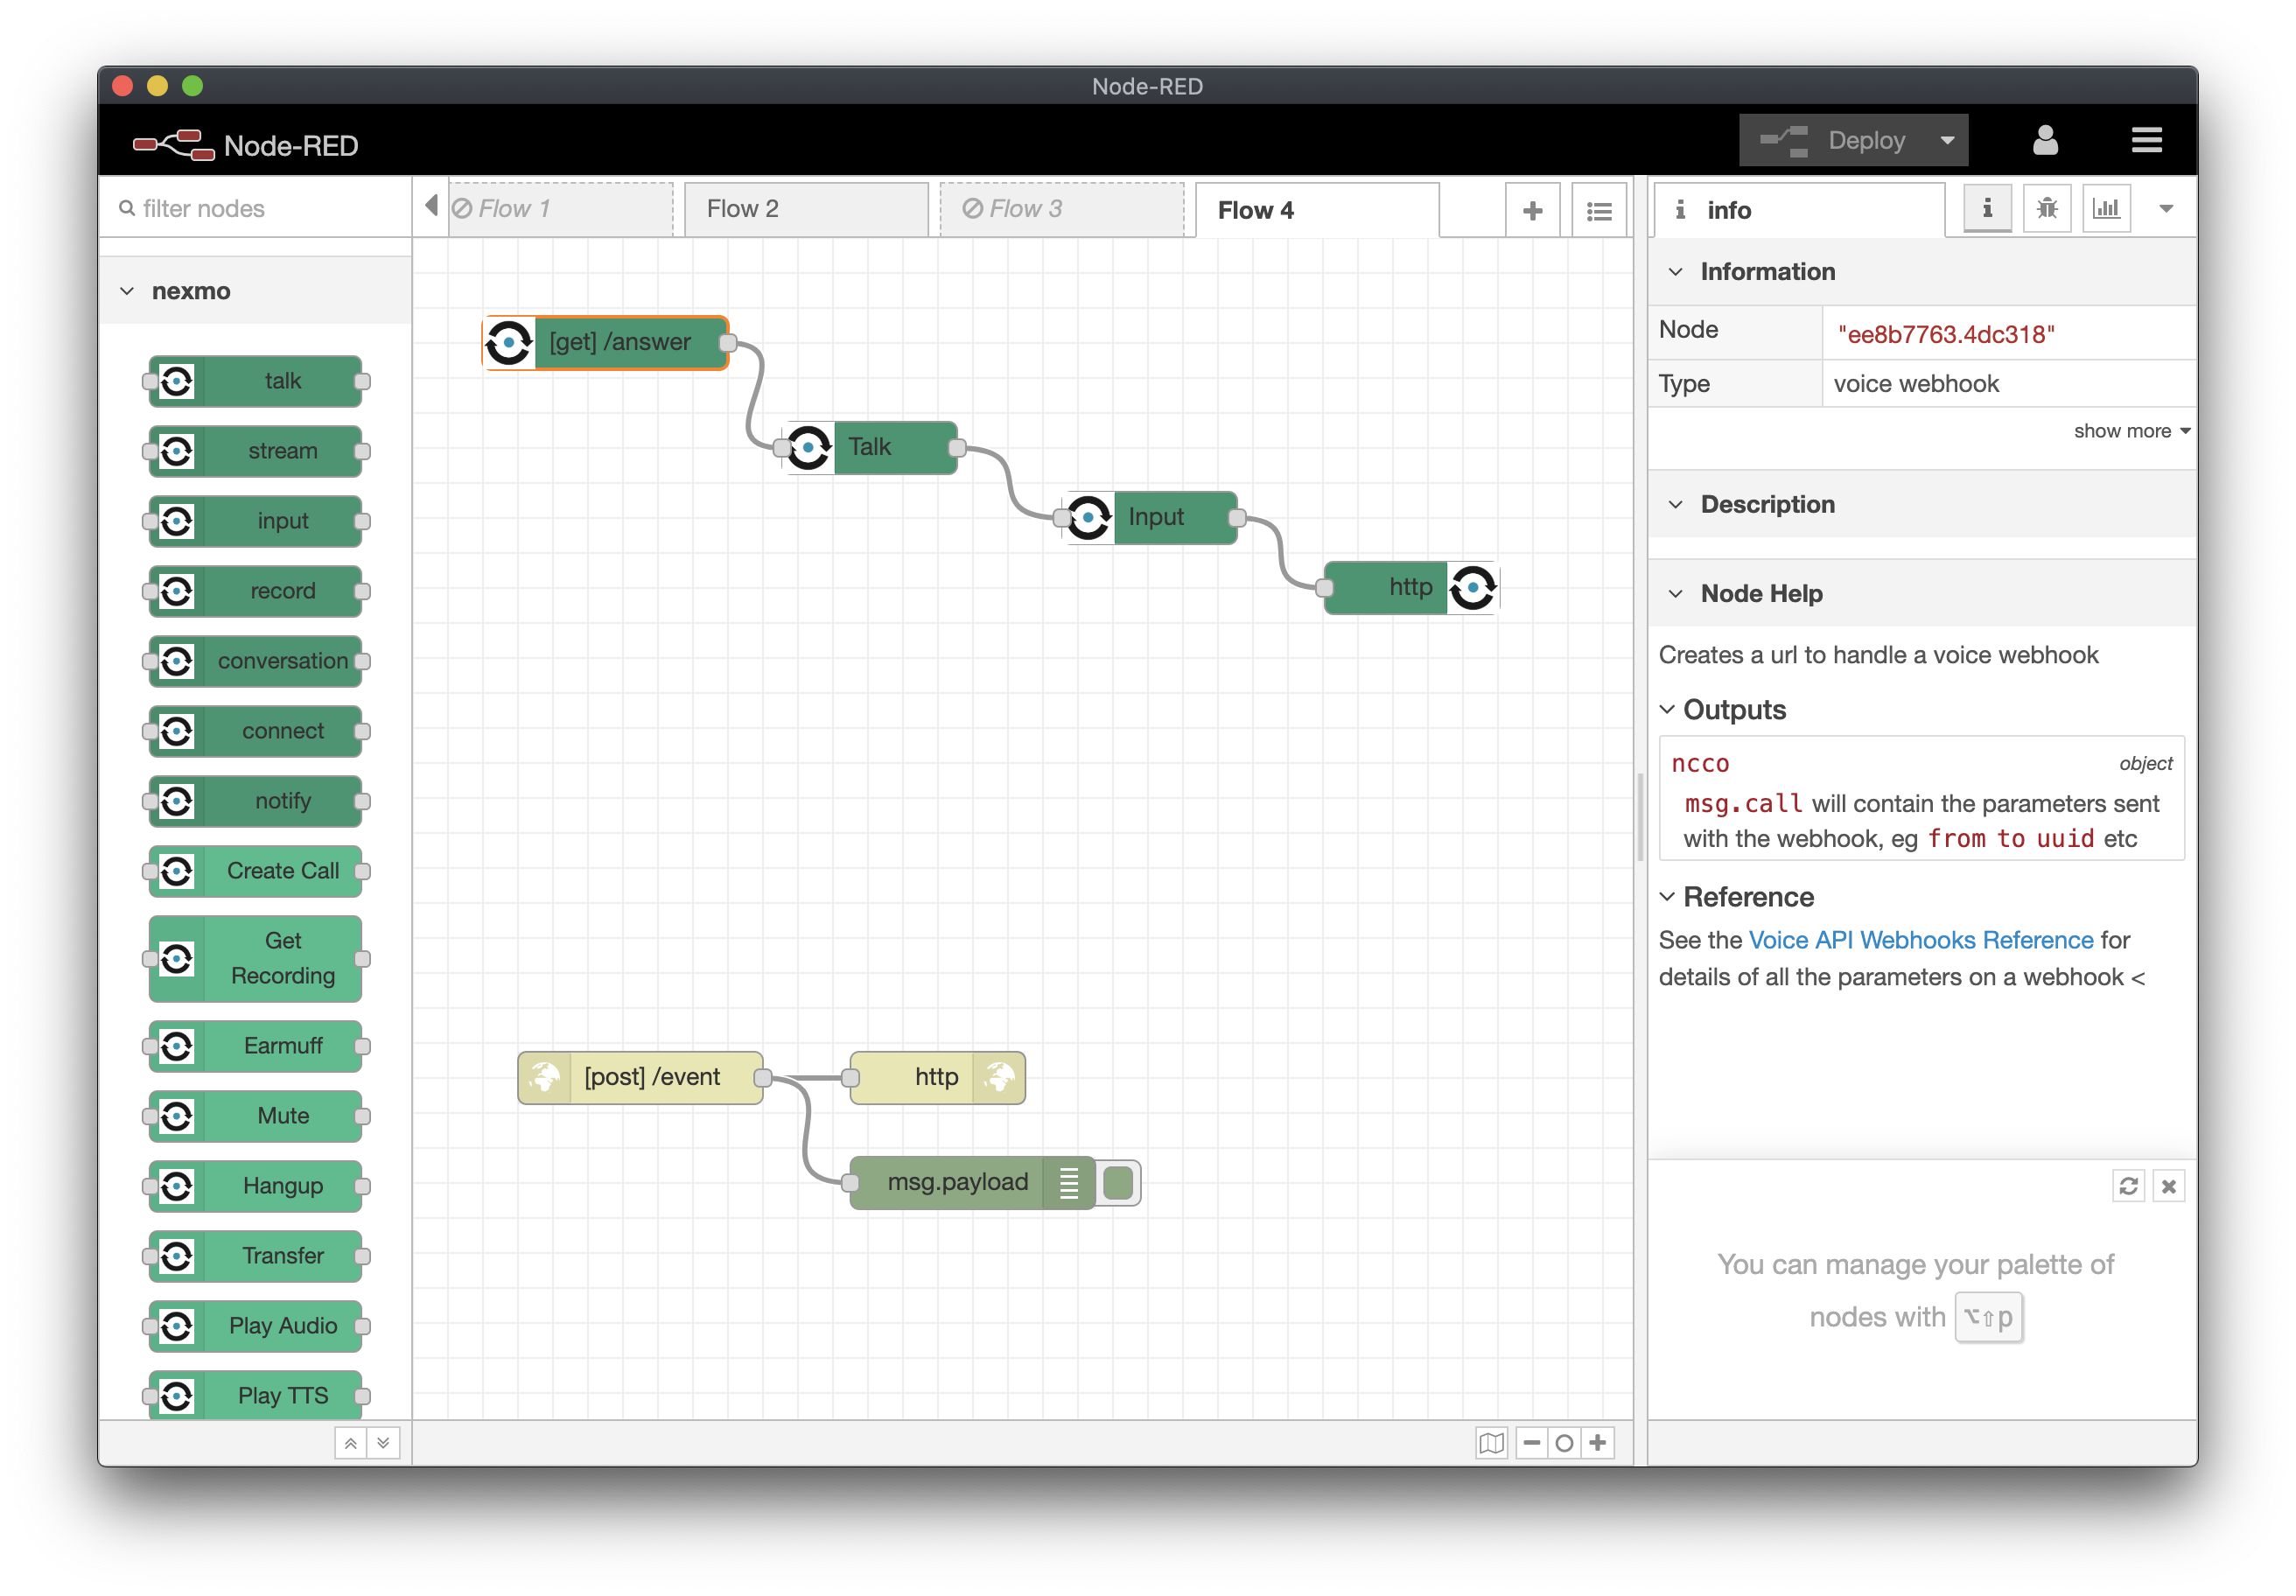 Node-RED
Node-RED
Deploy
filter nodes
Flow 1
Flow 2
Flow 3
Flow 4
info
nexmo
talk
stream
input
record
conversation
connect
notify
Create Call
Get
Recording
Earmuff
Mute
Hangup
Transfer
Play Audio
Play TTS
[get] /answer
Talk
Input
http
[post] /event
http
msg.payload
Information
Node
"ee8b7763.4dc318"
Type
voice webhook
show more
Description
Node Help
Creates a url to handle a voice webhook
Outputs
ncco
object
msg.call will contain the parameters sent
with the webhook, eg from to uuid etc
Reference
See the Voice API Webhooks Reference for
details of all the parameters on a webhook <
You can manage your palette of
nodes with ⌥⇧p